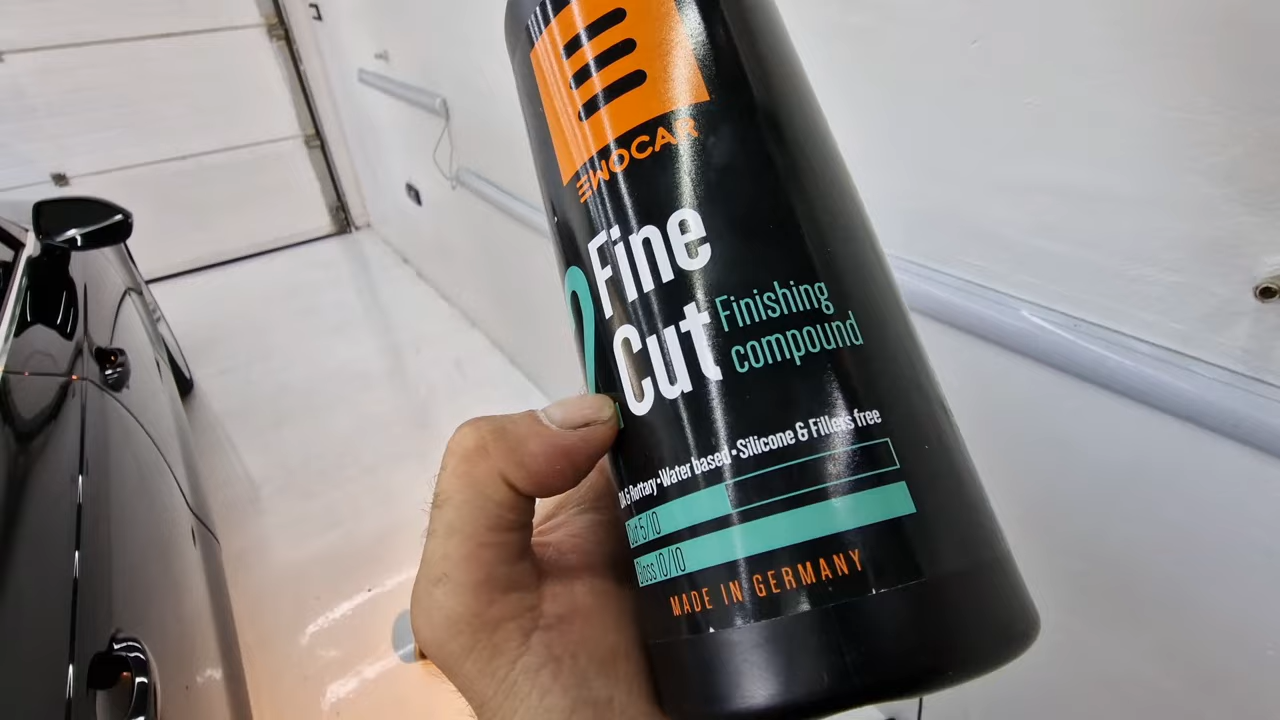 EWOCAR
2
Fine
Cut
Finishing
compound
DA & Rottary•Water based•Silicone & Fillers free
Cut 5/10
Gloss 10/10
MADE IN GERMANY